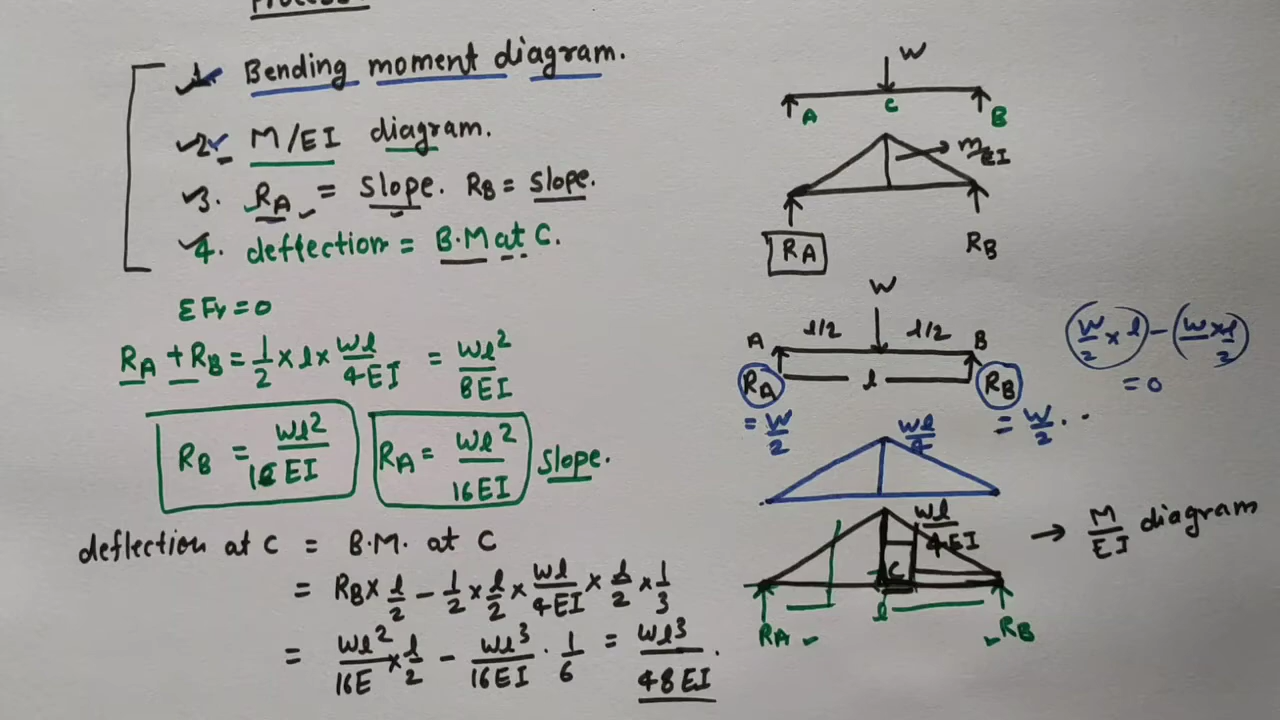 Process
1. Bending moment diagram.
2. M/EI diagram.
3. RA = slope. RB = slope.
4. deflection = B.M at C.
ΣFv = 0
RA + RB = 1/2 × l × Wl/4EI = Wl²/8EI
RB = Wl²/16EI
RA = Wl²/16EI slope.
deflection at C = B.M. at C
= RB × l/2 − 1/2 × l/2 × Wl/4EI × l/2 × 1/3
= Wl²/16E × l/2 − Wl³/16EI · 1/6 = Wl³/48EI.
W
A C B
m/EI
RA RB
W
A l/2 l/2 B
RA l RB
= W/2 = W/2.
(W/2 × l) − (W × l/2)
= 0
Wl/4
Wl/4EI → M/EI diagram
C
l
RA RB